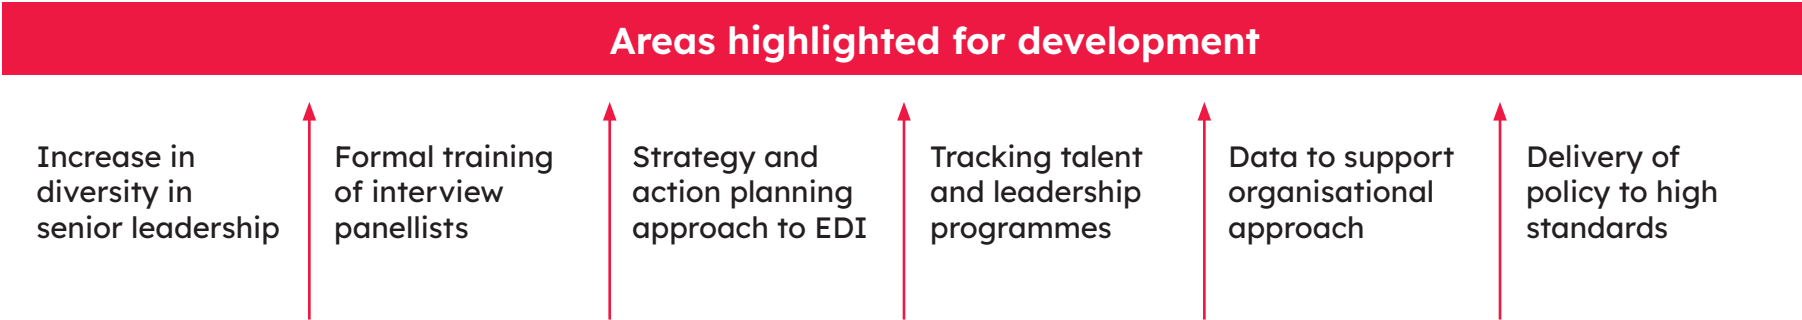 Areas highlighted for development
Increase in
diversity in
senior leadership
Formal training
of interview
panellists
Strategy and
action planning
approach to EDI
Tracking talent
and leadership
programmes
Data to support
organisational
approach
Delivery of
policy to high
standards